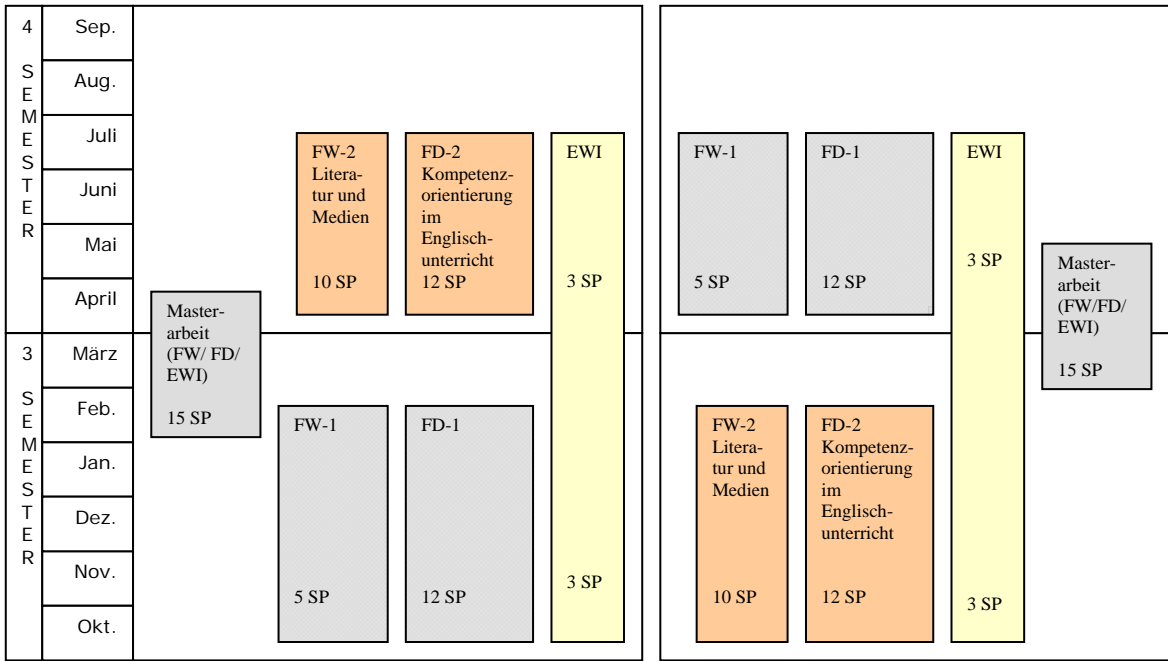 4
SEMESTER
Sep.
Aug.
Juli
Juni
Mai
April
3
SEMESTER
März
Feb.
Jan.
Dez.
Nov.
Okt.
Master-
arbeit
(FW/ FD/
EWI)
15 SP
FW-2
Litera-
tur und
Medien
10 SP
FD-2
Kompetenz-
orientierung
im
Englisch-
unterricht
12 SP
EWI
3 SP
3 SP
FW-1
5 SP
FD-1
12 SP
FW-1
5 SP
FD-1
12 SP
EWI
3 SP
3 SP
Master-
arbeit
(FW/FD/
EWI)
15 SP
FW-2
Litera-
tur und
Medien
10 SP
FD-2
Kompetenz-
orientierung
im
Englisch-
unterricht
12 SP